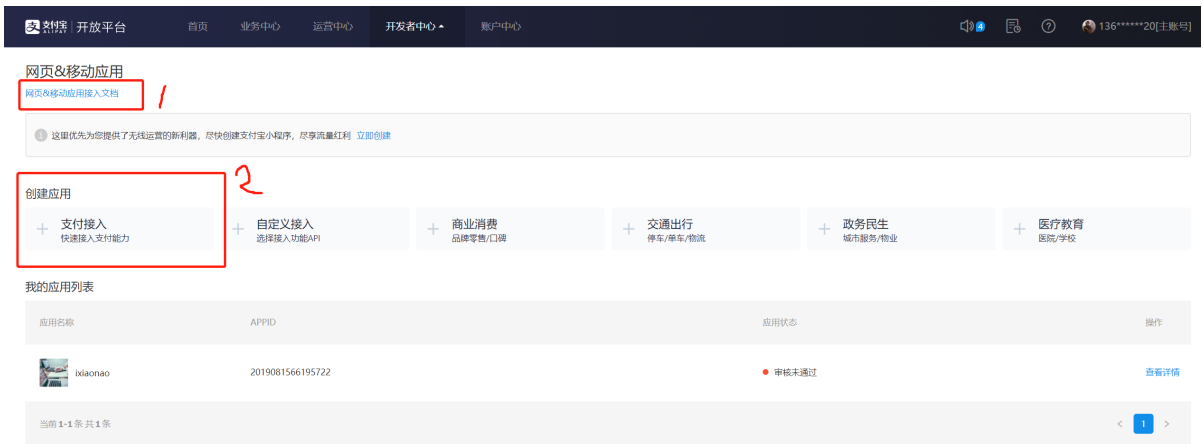 支付宝 ALIPAY 开放平台 首页 业务中心 运营中心 开发者中心 账户中心 4 136******20[主账号]
网页&移动应用
网页&移动应用接入文档 1
这里优先为您提供了无线运营的新利器，尽快创建支付宝小程序，尽享流量红利 立即创建
2
创建应用
支付接入 自定义接入 商业消费 交通出行 政务民生 医疗教育
快速接入支付能力 选择接入功能API 品牌零售/口碑 停车/单车/物流 城市服务/物业 医院/学校
我的应用列表
应用名称 APPID 应用状态 操作
ixiaonao 2019081566195722 审核未通过 查看详情
当前 1-1 条 共 1 条 < 1 >